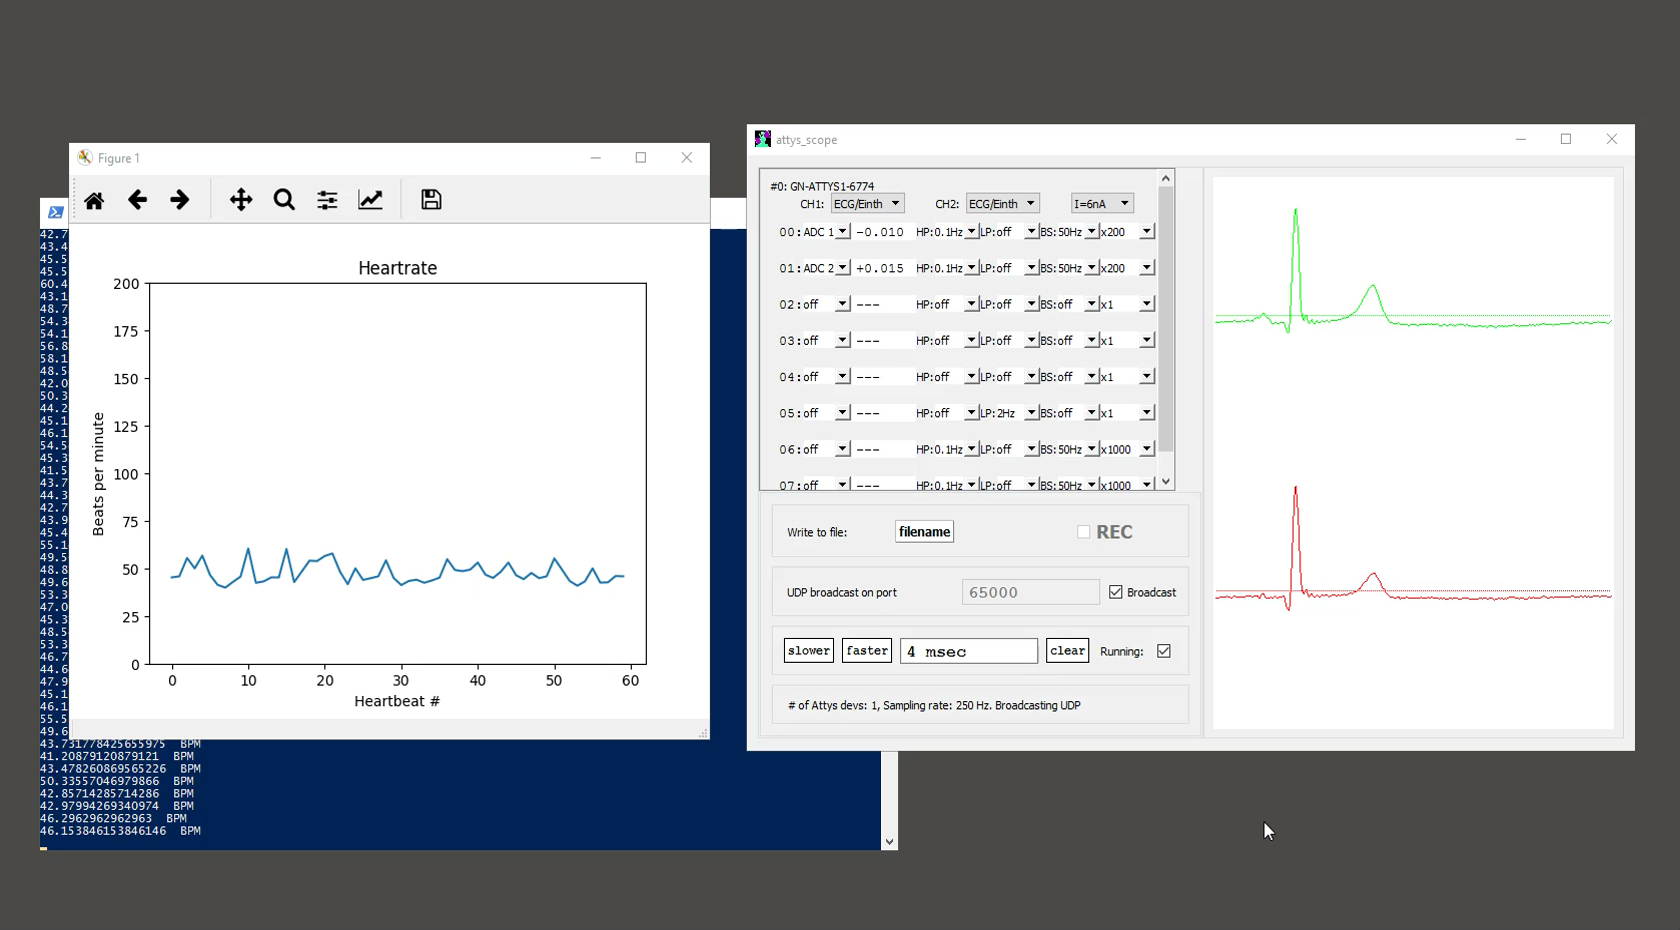 Figure 1
Heartrate
200
175
150
125
100
75
50
25
0
Beats per minute
0 10 20 30 40 50 60
Heartbeat #
42.7
43.4
45.5
45.5
60.4
43.1
48.7
54.3
54.1
56.8
58.1
48.5
42.0
50.3
44.2
45.1
46.1
54.5
45.3
41.5
43.7
44.3
42.7
43.9
45.4
55.1
49.5
48.8
49.6
53.3
47.0
45.3
48.5
53.3
46.7
44.6
47.9
45.1
46.1
55.5
49.6
43.731778425655975 BPM
41.20879120879121 BPM
43.478260869565226 BPM
50.33557046979866 BPM
42.85714285714286 BPM
42.97994269340974 BPM
46.2962962962963 BPM
46.153846153846146 BPM
attys_scope
#0: GN-ATTYS1-6774
CH1: ECG/Einth CH2: ECG/Einth I=6nA
00: ADC 1 -0.010 HP:0.1Hz LP:off BS:50Hz x200
01: ADC 2 +0.015 HP:0.1Hz LP:off BS:50Hz x200
02: off --- HP:off LP:off BS:off x1
03: off --- HP:off LP:off BS:off x1
04: off --- HP:off LP:off BS:off x1
05: off --- HP:off LP:2Hz BS:off x1
06: off --- HP:0.1Hz LP:off BS:50Hz x1000
07: off --- HP:0.1Hz LP:off BS:50Hz x1000
Write to file: filename REC
UDP broadcast on port 65000 Broadcast
slower faster 4 msec clear Running:
# of Attys devs: 1, Sampling rate: 250 Hz. Broadcasting UDP